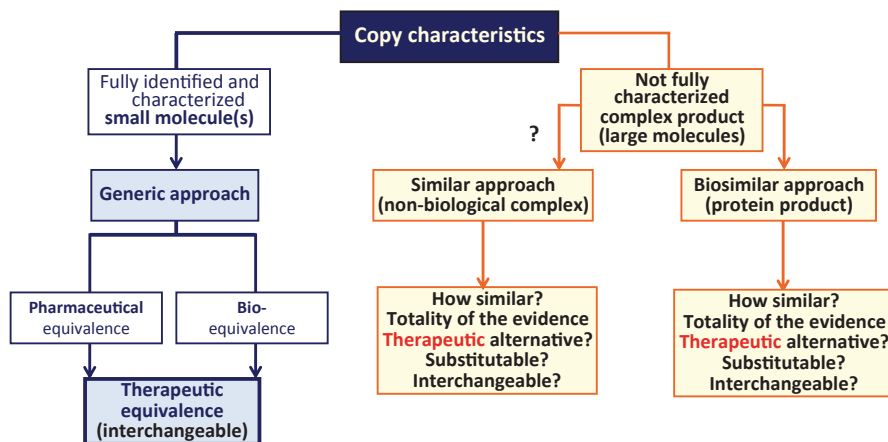 Copy characteristics
Fully identified and
characterized
small molecule(s)
Generic approach
Pharmaceutical
equivalence
Bio-
equivalence
Therapeutic
equivalence
(interchangeable)
Not fully
characterized
complex product
(large molecules)
?
Similar approach
(non-biological complex)
How similar?
Totality of the evidence
Therapeutic alternative?
Substitutable?
Interchangeable?
Biosimilar approach
(protein product)
How similar?
Totality of the evidence
Therapeutic alternative?
Substitutable?
Interchangeable?